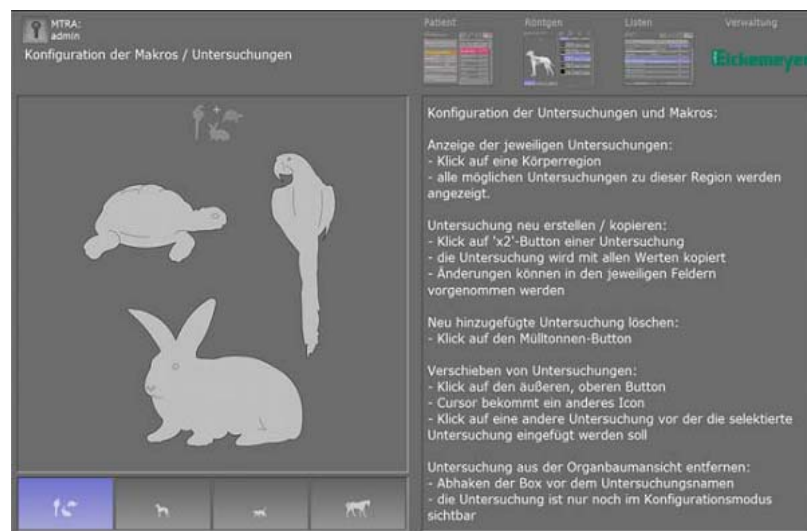 MTRA:
admin
Konfiguration der Makros / Untersuchungen
Patient
Röntgen
Listen
Verwaltung
Eickemeyer
Konfiguration der Untersuchungen und Makros:
Anzeige der jeweiligen Untersuchungen:
- Klick auf eine Körperregion
- alle möglichen Untersuchungen zu dieser Region werden
angezeigt.
Untersuchung neu erstellen / kopieren:
- Klick auf 'x2'-Button einer Untersuchung
- die Untersuchung wird mit allen Werten kopiert
- Änderungen können in den jeweiligen Feldern
vorgenommen werden
Neu hinzugefügte Untersuchung löschen:
- Klick auf den Mülltonnen-Button
Verschieben von Untersuchungen:
- Klick auf den äußeren, oberen Button
- Cursor bekommt ein anderes Icon
- Klick auf eine andere Untersuchung vor der die selektierte
Untersuchung eingefügt werden soll
Untersuchung aus der Organbaumansicht entfernen:
- Abhaken der Box vor dem Untersuchungsnamen
- die Untersuchung ist nur noch im Konfigurationsmodus
sichtbar